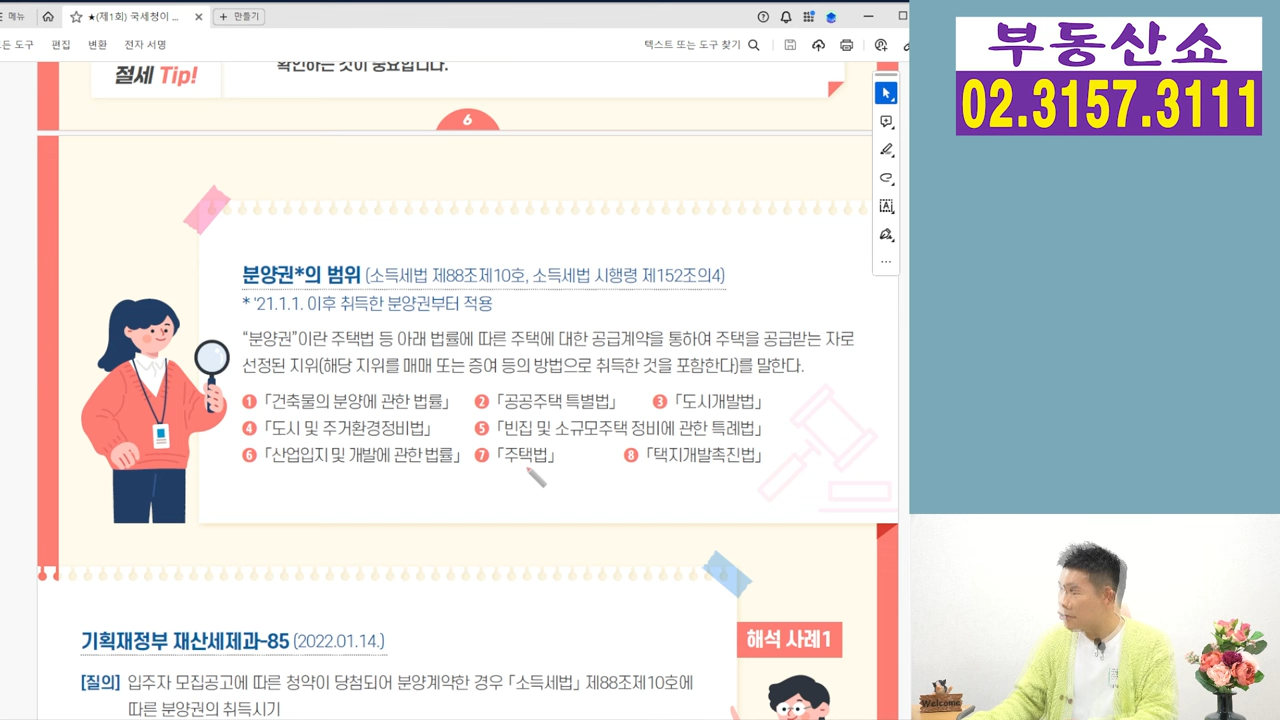 메뉴
★(제1회) 국세청이 ...
만들기
도구
편집
변환
전자 서명
텍스트 또는 도구 찾기
절세 Tip!
확인하는 것이 중요합니다.
6
분양권*의 범위 (소득세법 제88조제10호, 소득세법 시행령 제152조의4)
* '21.1.1. 이후 취득한 분양권부터 적용
“분양권”이란 주택법 등 아래 법률에 따른 주택에 대한 공급계약을 통하여 주택을 공급받는 자로
선정된 지위(해당 지위를 매매 또는 증여 등의 방법으로 취득한 것을 포함한다)를 말한다.
1 「건축물의 분양에 관한 법률」 2 「공공주택 특별법」 3 「도시개발법」
4 「도시 및 주거환경정비법」 5 「빈집 및 소규모주택 정비에 관한 특례법」
6 「산업입지 및 개발에 관한 법률」 7 「주택법」 8 「택지개발촉진법」
기획재정부 재산세제과-85 (2022.01.14.)
해석 사례1
[질의] 입주자 모집공고에 따른 청약이 당첨되어 분양계약한 경우 「소득세법」 제88조제10호에
따른 분양권의 취득시기
부동산쇼
02.3157.3111
Welcome